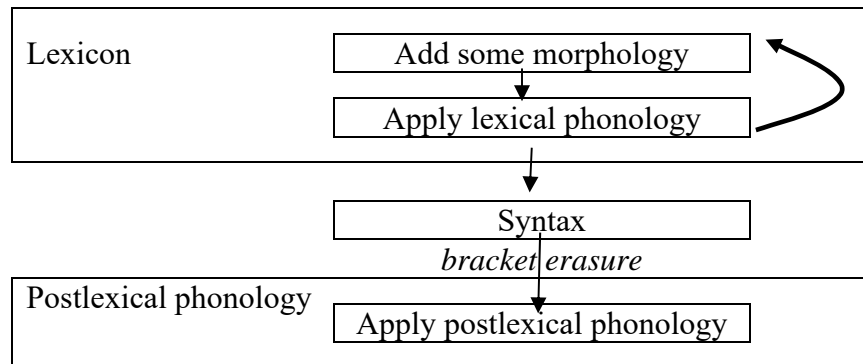 Lexicon
Add some morphology
Apply lexical phonology
Syntax
bracket erasure
Postlexical phonology
Apply postlexical phonology